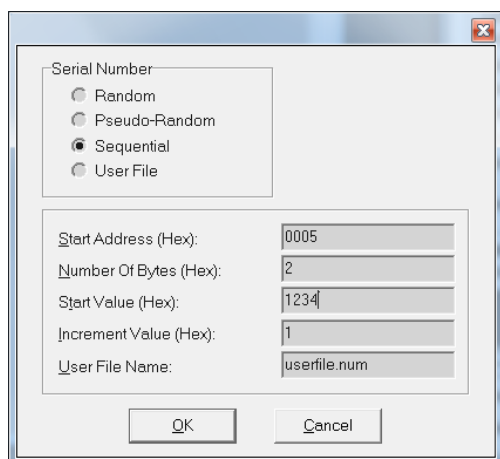 Serial Number
Random
Pseudo-Random
Sequential
User File
Start Address (Hex): 0005
Number Of Bytes (Hex): 2
Start Value (Hex): 1234
Increment Value (Hex): 1
User File Name: userfile.num
OK Cancel